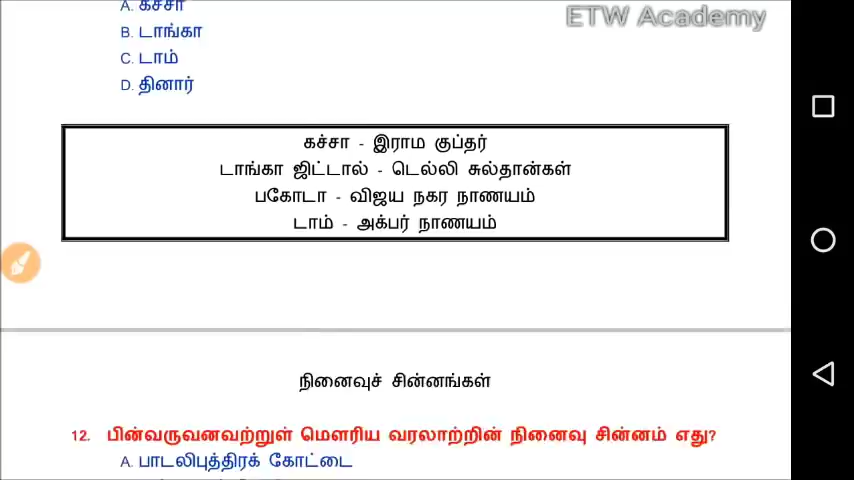 A. கச்சா
ETW Academy
B. டாங்கா
C. டாம்
D. தினார்
கச்சா - இராம குப்தர்
டாங்கா ஜிட்டால் - டெல்லி சுல்தான்கள்
பகோடா - விஜய நகர நாணயம்
டாம் - அக்பர் நாணயம்
நினைவுச் சின்னங்கள்
12. பின்வருவனவற்றுள் மௌரிய வரலாற்றின் நினைவு சின்னம் எது?
A. பாடலிபுத்திரக் கோட்டை